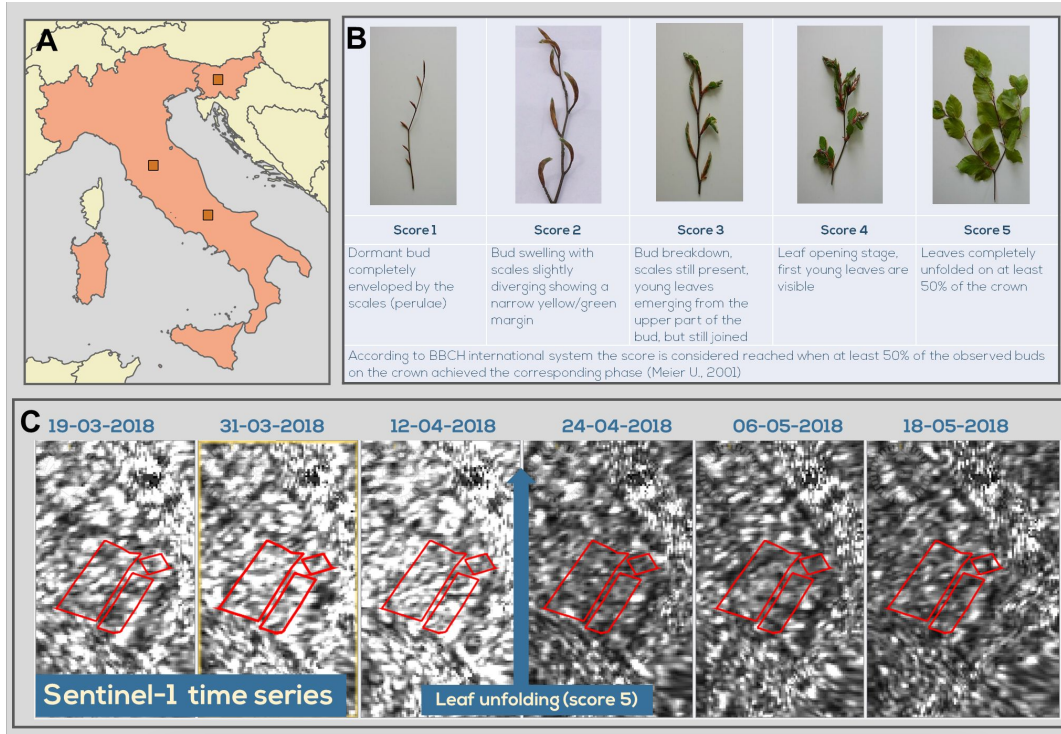 A
B
Score 1
Score 2
Score 3
Score 4
Score 5
Dormant bud
completely
enveloped by the
scales (perulae)
Bud swelling with
scales slightly
diverging showing a
narrow yellow/green
margin
Bud breakdown,
scales still present,
young leaves
emerging from the
upper part of the
bud, but still joined
Leaf opening stage,
first young leaves are
visible
Leaves completely
unfolded on at least
50% of the crown
According to BBCH international system the score is considered reached when at least 50% of the observed buds
on the crown achieved the corresponding phase (Meier U., 2001)
C
19-03-2018
31-03-2018
12-04-2018
24-04-2018
06-05-2018
18-05-2018
Sentinel-1 time series
Leaf unfolding (score 5)